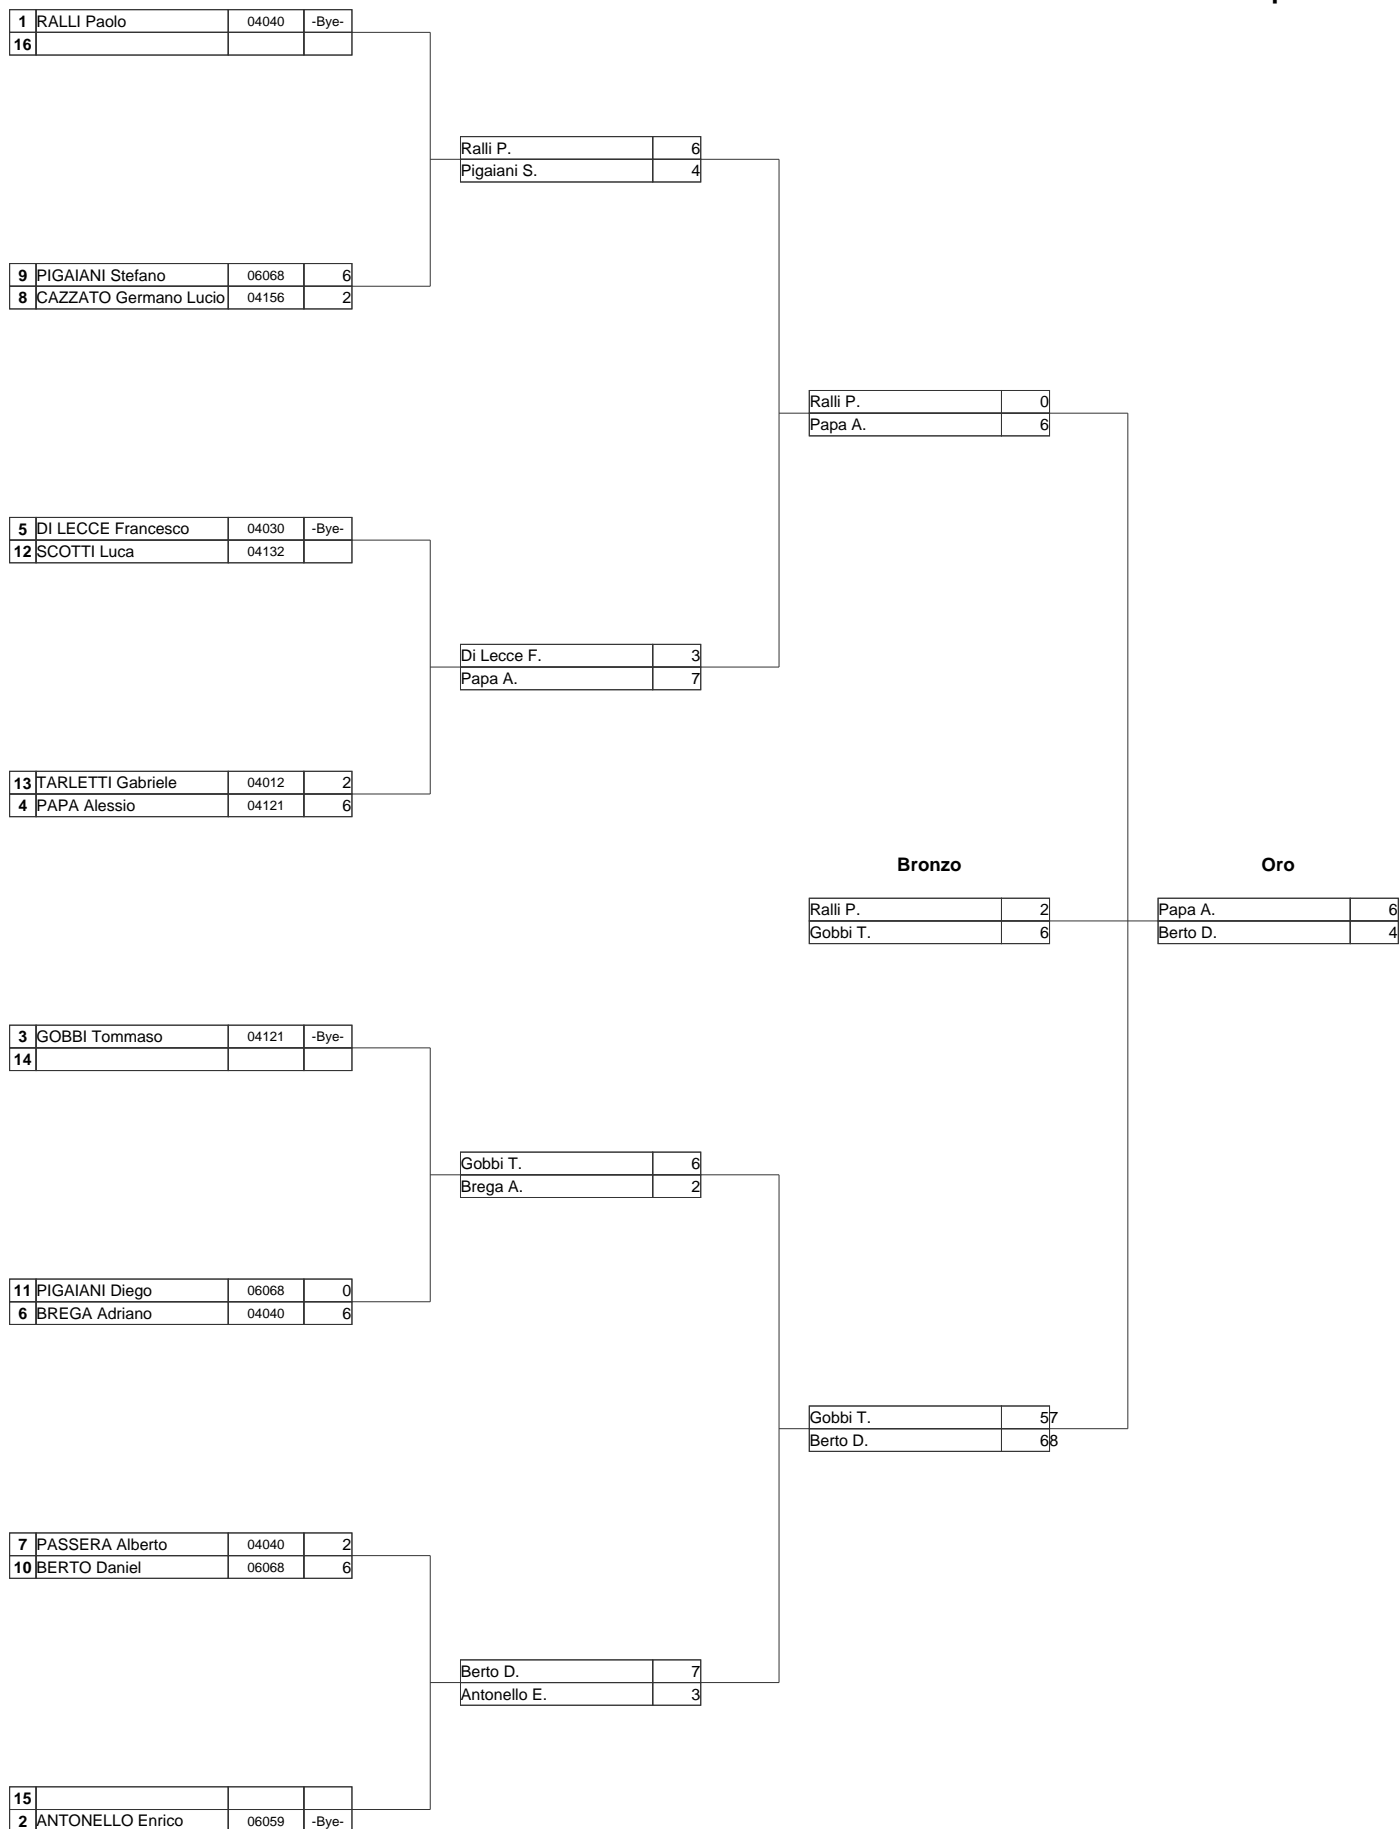 1 RALLI Paolo 04040 -Bye-
16
Ralli P. 6
Pigaiani S. 4
9 PIGAIANI Stefano 06068 6
8 CAZZATO Germano Lucio 04156 2
Ralli P. 0
Papa A. 6
5 DI LECCE Francesco 04030 -Bye-
12 SCOTTI Luca 04132
Di Lecce F. 3
Papa A. 7
13 TARLETTI Gabriele 04012 2
4 PAPA Alessio 04121 6
Bronzo Oro
Ralli P. 2 Papa A. 6
Gobbi T. 6 Berto D. 4
3 GOBBI Tommaso 04121 -Bye-
14
Gobbi T. 6
Brega A. 2
11 PIGAIANI Diego 06068 0
6 BREGA Adriano 04040 6
Gobbi T. 57
Berto D. 68
7 PASSERA Alberto 04040 2
10 BERTO Daniel 06068 6
Berto D. 7
Antonello E. 3
15
2 ANTONELLO Enrico 06059 -Bye-